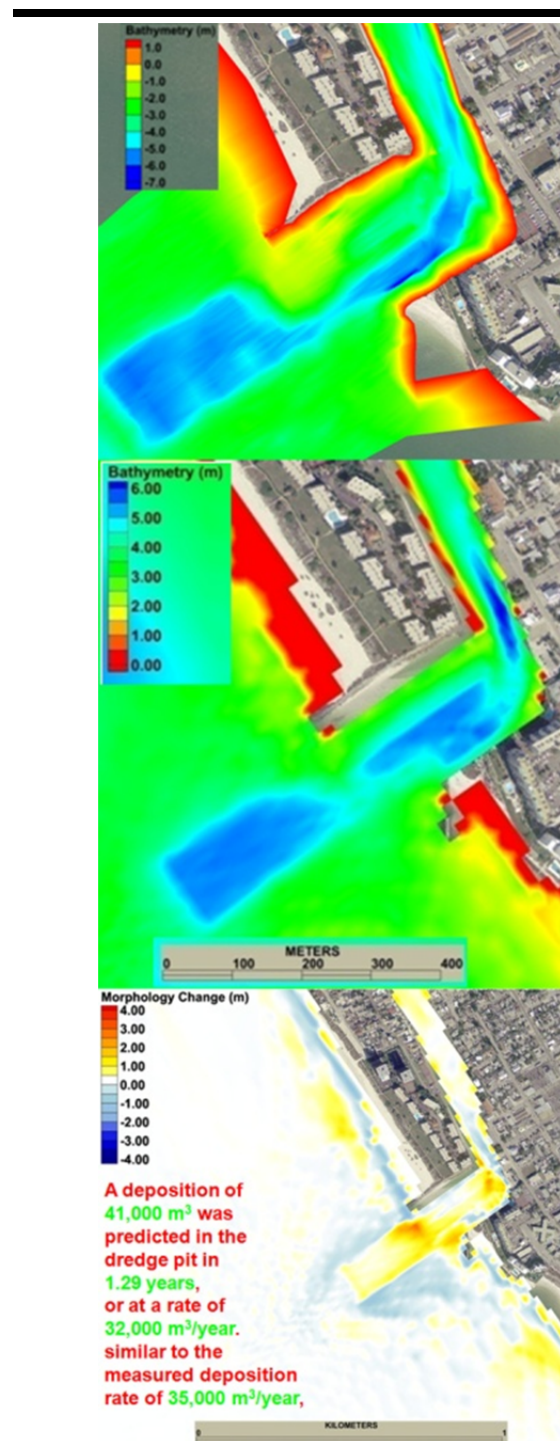 Bathymetry (m)
1.0
0.0
-1.0
-2.0
-3.0
-4.0
-5.0
-6.0
-7.0
Bathymetry (m)
6.00
5.00
4.00
3.00
2.00
1.00
0.00
METERS
0 100 200 300 400
Morphology Change (m)
4.00
3.00
2.00
1.00
0.00
-1.00
-2.00
-3.00
-4.00
A deposition of
41,000 m³ was
predicted in the
dredge pit in
1.29 years,
or at a rate of
32,000 m³/year.
similar to the
measured deposition
rate of 35,000 m³/year,
KILOMETERS
0 1